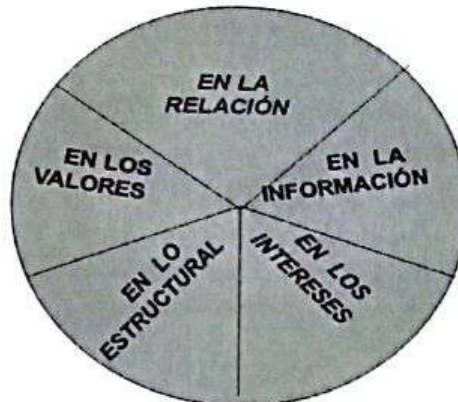 EN LA
RELACIÓN
EN LOS
VALORES
EN LA
INFORMACIÓN
EN LO
ESTRUCTURAL
EN LOS
INTERESES